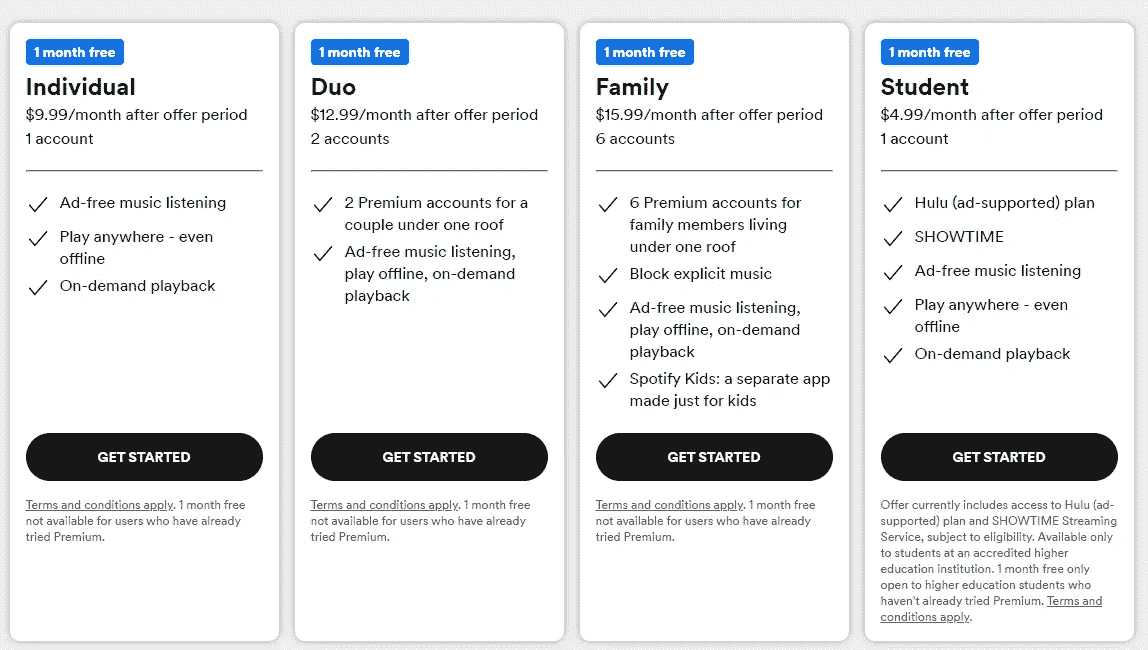 1 month free
Individual
$9.99/month after offer period
1 account
Ad-free music listening
Play anywhere - even
offline
On-demand playback
GET STARTED
Terms and conditions apply. 1 month free
not available for users who have already
tried Premium.
1 month free
Duo
$12.99/month after offer period
2 accounts
2 Premium accounts for a
couple under one roof
Ad-free music listening,
play offline, on-demand
playback
GET STARTED
Terms and conditions apply. 1 month free
not available for users who have already
tried Premium.
1 month free
Family
$15.99/month after offer period
6 accounts
6 Premium accounts for
family members living
under one roof
Block explicit music
Ad-free music listening,
play offline, on-demand
playback
Spotify Kids: a separate app
made just for kids
GET STARTED
Terms and conditions apply. 1 month free
not available for users who have already
tried Premium.
1 month free
Student
$4.99/month after offer period
1 account
Hulu (ad-supported) plan
SHOWTIME
Ad-free music listening
Play anywhere - even
offline
On-demand playback
GET STARTED
Offer currently includes access to Hulu (ad-
supported) plan and SHOWTIME Streaming
Service, subject to eligibility. Available only
to students at an accredited higher
education institution. 1 month free only
open to higher education students who
haven't already tried Premium. Terms and
conditions apply.